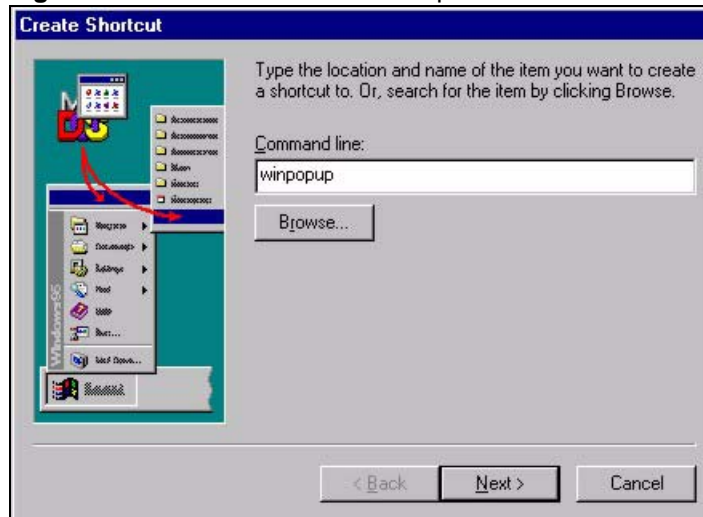 Create Shortcut
Type the location and name of the item you want to create
a shortcut to. Or, search for the item by clicking Browse.
Command line:
winpopup
Browse...
Windows95
< Back
Next >
Cancel